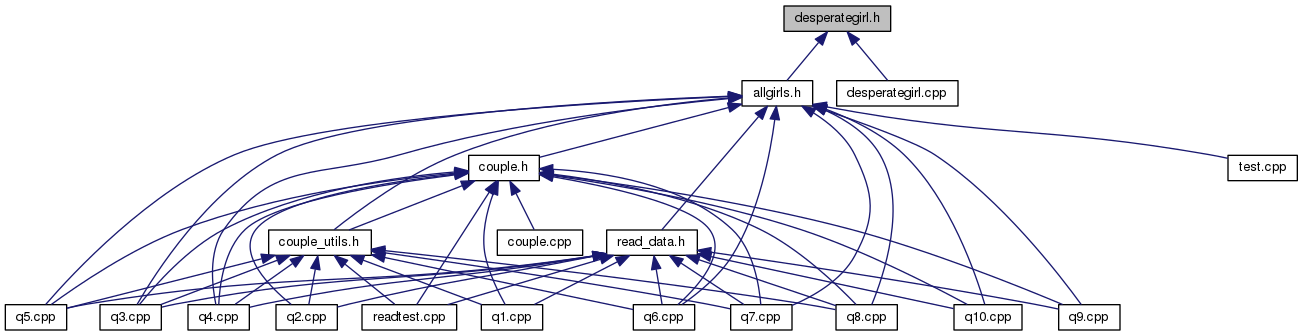 desperategirl.h
allgirls.h
desperategirl.cpp
couple.h
test.cpp
couple_utils.h
couple.cpp
read_data.h
q5.cpp
q3.cpp
q4.cpp
q2.cpp
readtest.cpp
q1.cpp
q6.cpp
q7.cpp
q8.cpp
q10.cpp
q9.cpp